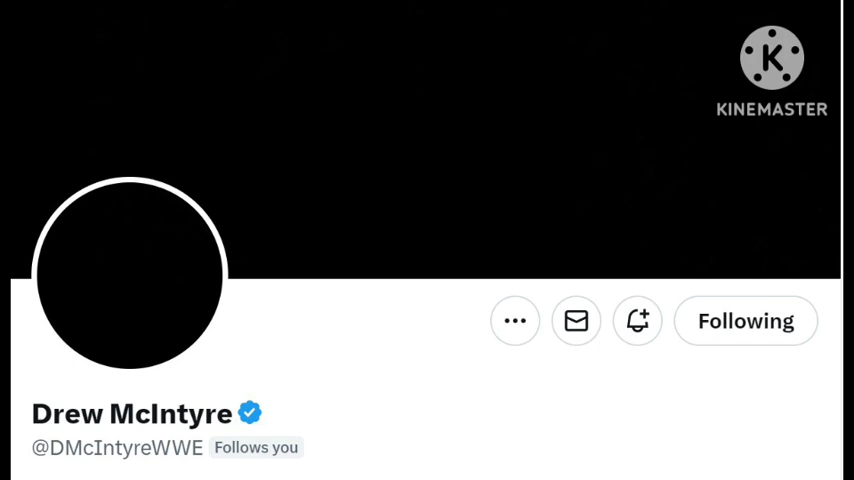 K
KINEMASTER
Following
Drew McIntyre
@DMcIntyreWWE Follows you